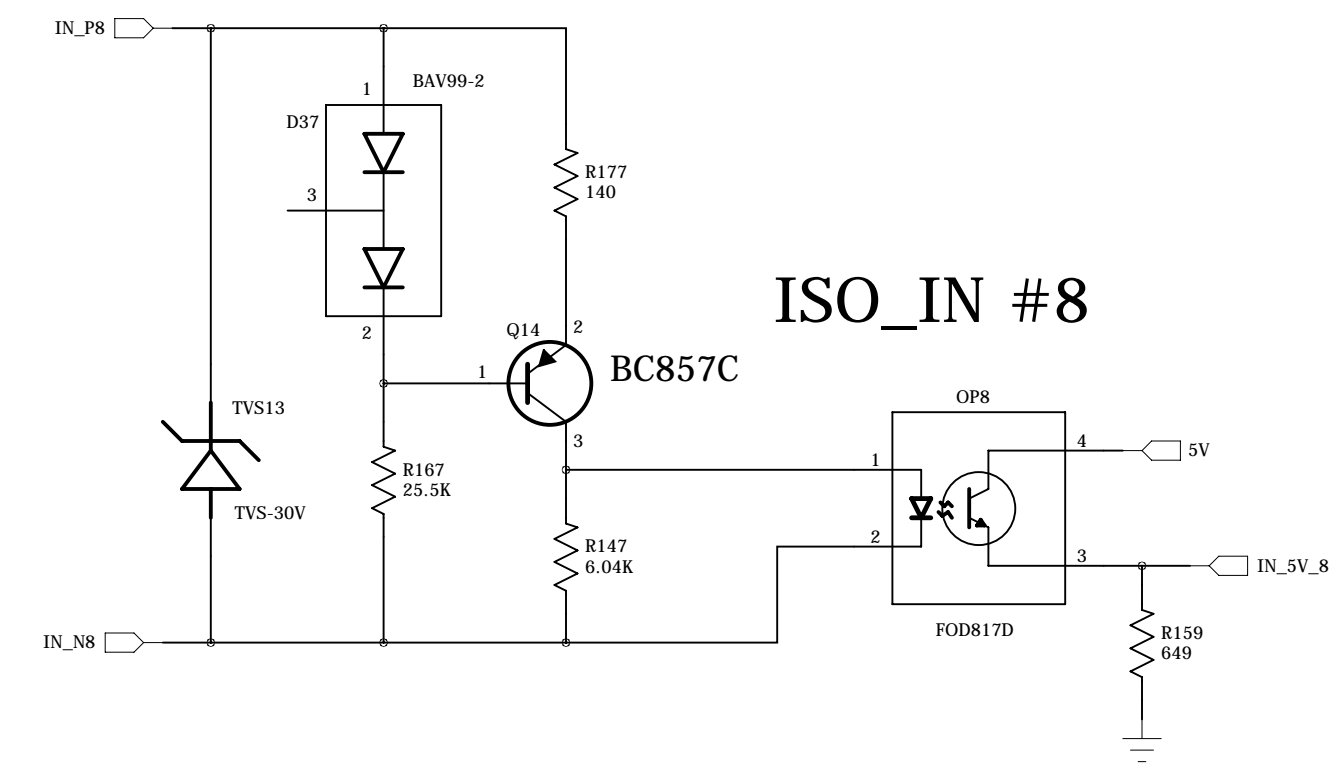 IN_P8
1
BAV99-2
D37
3
R177
140
ISO_IN #8
2
Q14
2
BC857C
1
OP8
TVS13
3
4
5V
1
R167
25.5K
TVS-30V
2
R147
6.04K
3
IN_5V_8
IN_N8
FOD817D
R159
649